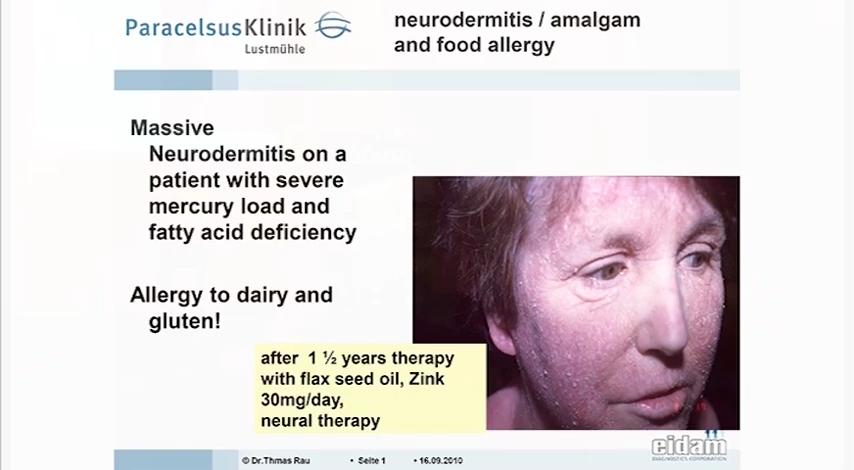 ParacelsusKlinik
Lustmühle
neurodermitis / amalgam
and food allergy
Massive
Neurodermitis on a
patient with severe
mercury load and
fatty acid deficiency
Allergy to dairy and
gluten!
after 1 ½ years therapy
with flax seed oil, Zink
30mg/day,
neural therapy
11
eidam
DIAGNOSTICS CORPORATION
© Dr.Thmas Rau • Seite 1 • 16.09.2010